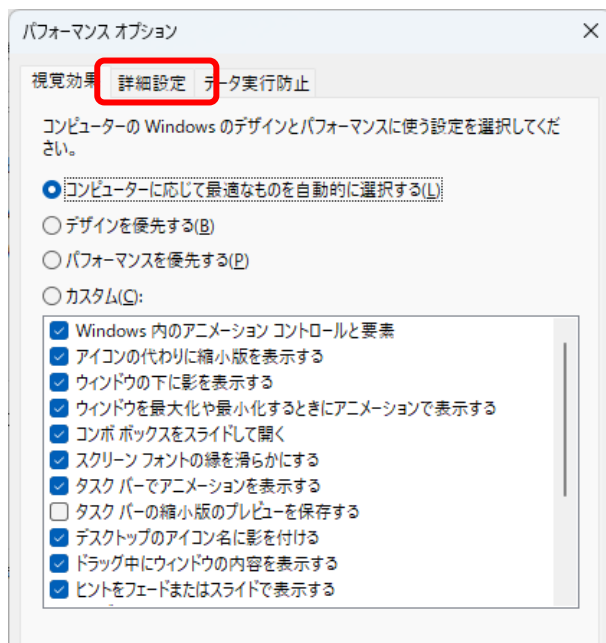 パフォーマンス オプション
視覚効果 詳細設定 データ実行防止
コンピューターの Windows のデザインとパフォーマンスに使う設定を選択してくだ
さい。
コンピューターに応じて最適なものを自動的に選択する(L)
デザインを優先する(B)
パフォーマンスを優先する(P)
カスタム(C):
Windows 内のアニメーション コントロールと要素
アイコンの代わりに縮小版を表示する
ウィンドウの下に影を表示する
ウィンドウを最大化や最小化するときにアニメーションで表示する
コンボ ボックスをスライドして開く
スクリーン フォントの縁を滑らかにする
タスク バーでアニメーションを表示する
タスク バーの縮小版のプレビューを保存する
デスクトップのアイコン名に影を付ける
ドラッグ中にウィンドウの内容を表示する
ヒントをフェードまたはスライドで表示する